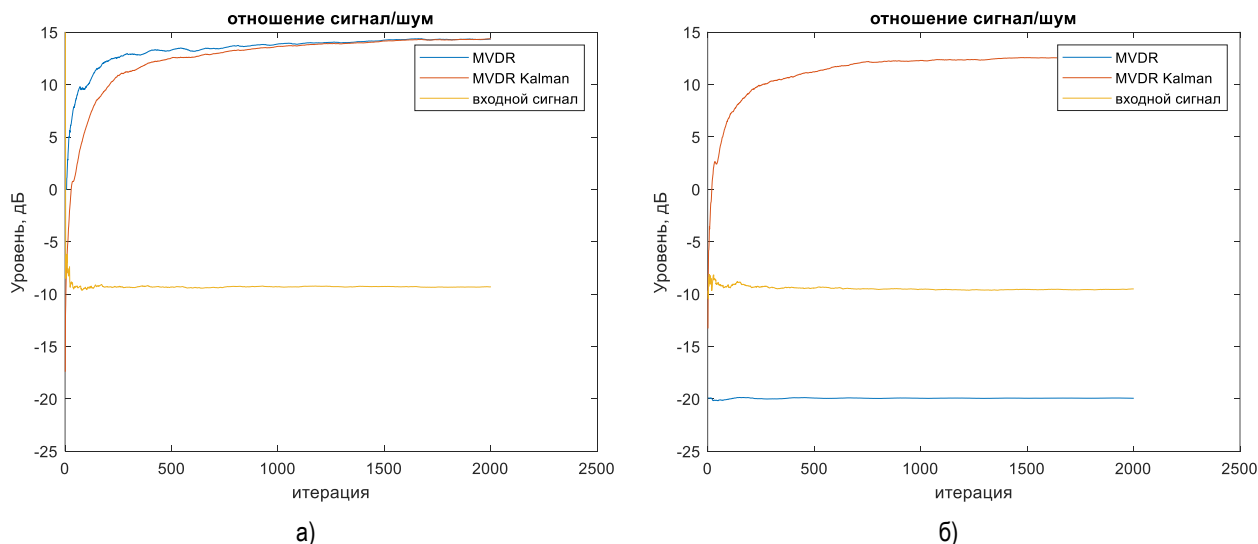 отношение сигнал/шум
15
10
5
0
-5
-10
-15
-20
-25
Уровень, дБ
MVDR
MVDR Kalman
входной сигнал
0
500
1000
1500
2000
2500
итерация
а)
отношение сигнал/шум
15
10
5
0
-5
-10
-15
-20
-25
Уровень, дБ
MVDR
MVDR Kalman
входной сигнал
0
500
1000
1500
2000
2500
итерация
б)